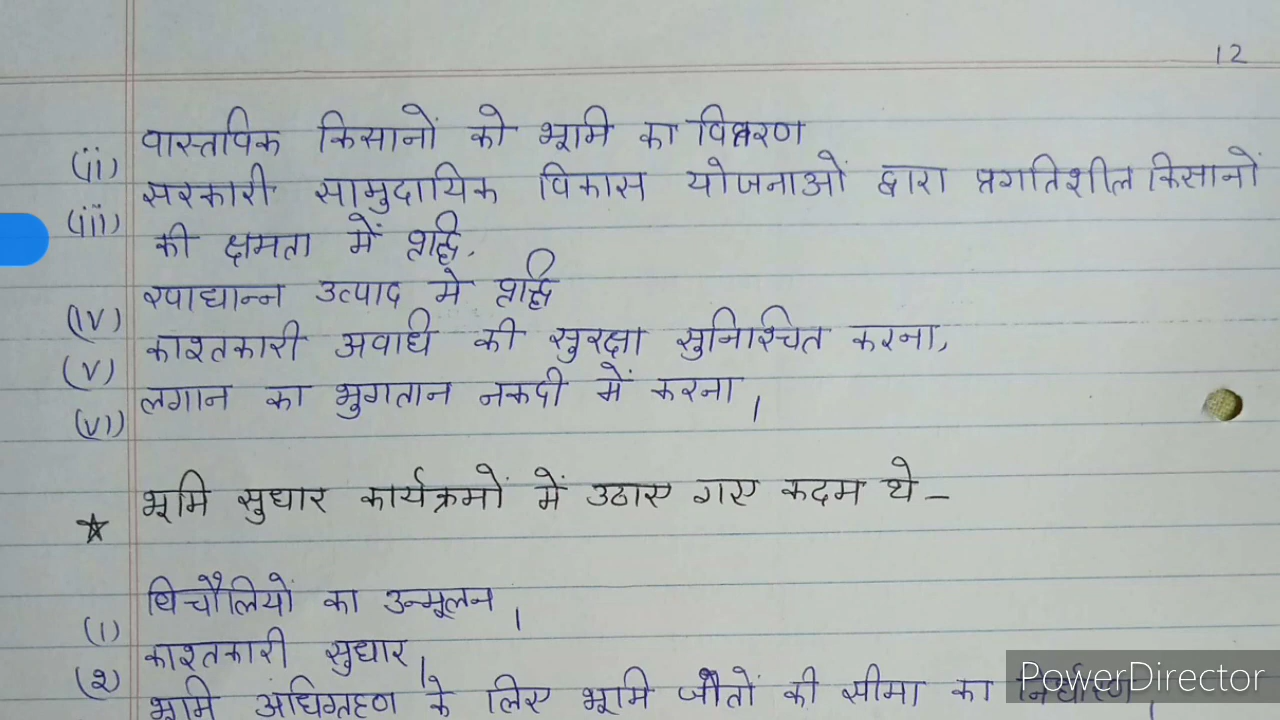 12
(ii) वास्तविक किसानों को भूमि का वितरण
(iii) सरकारी सामुदायिक विकास योजनाओं द्वारा प्रगतिशील किसानों
की क्षमता में वृद्धि,
(iv) खाद्यान्न उत्पाद मे वृद्धि
(v) काश्तकारी अवधि की सुरक्षा सुनिश्चित करना,
(vi) लगान का भुगतान नकदी में करना।
☆ भूमि सुधार कार्यक्रमों में उठाए गए कदम थे -
(1) बिचौलियों का उन्मूलन।
(2) काश्तकारी सुधार।
भूमि अधिग्रहण के लिए भूमि जोतों की सीमा का निर्धारण।
PowerDirector